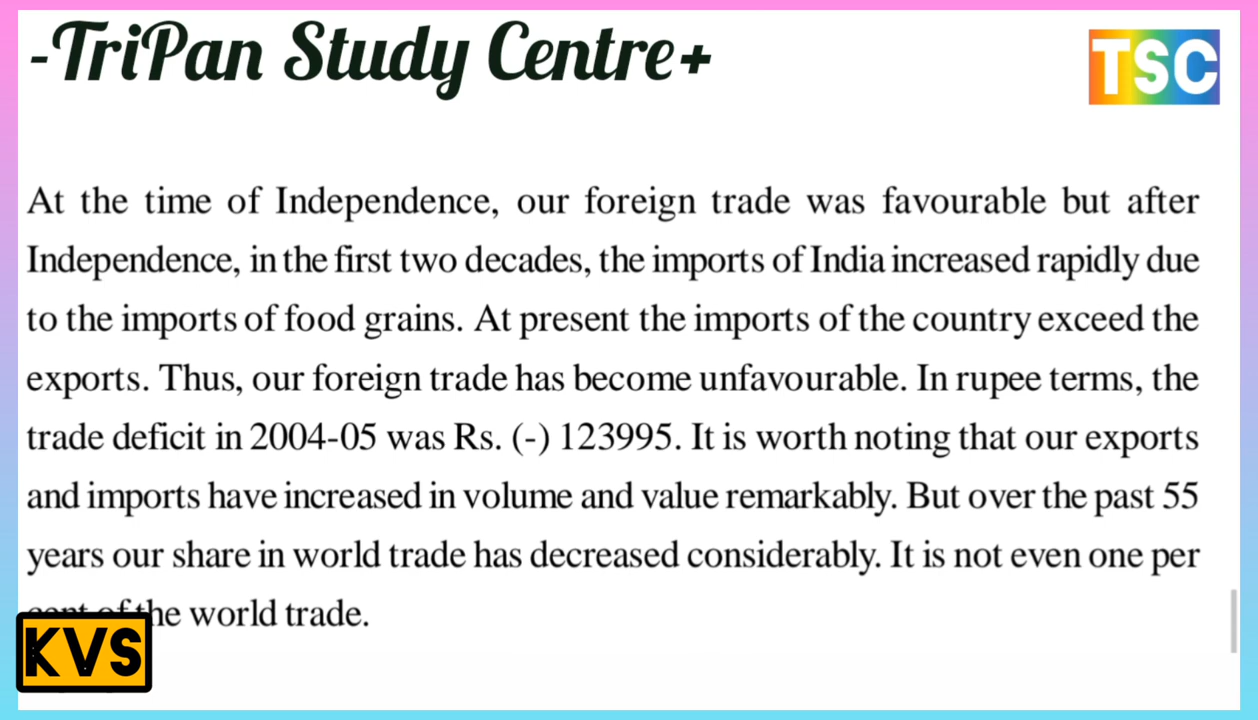 -TriPan Study Centre+
TSC
At the time of Independence, our foreign trade was favourable but after
Independence, in the first two decades, the imports of India increased rapidly due
to the imports of food grains. At present the imports of the country exceed the
exports. Thus, our foreign trade has become unfavourable. In rupee terms, the
trade deficit in 2004-05 was Rs. (-) 123995. It is worth noting that our exports
and imports have increased in volume and value remarkably. But over the past 55
years our share in world trade has decreased considerably. It is not even one per
cent of the world trade.
KVS